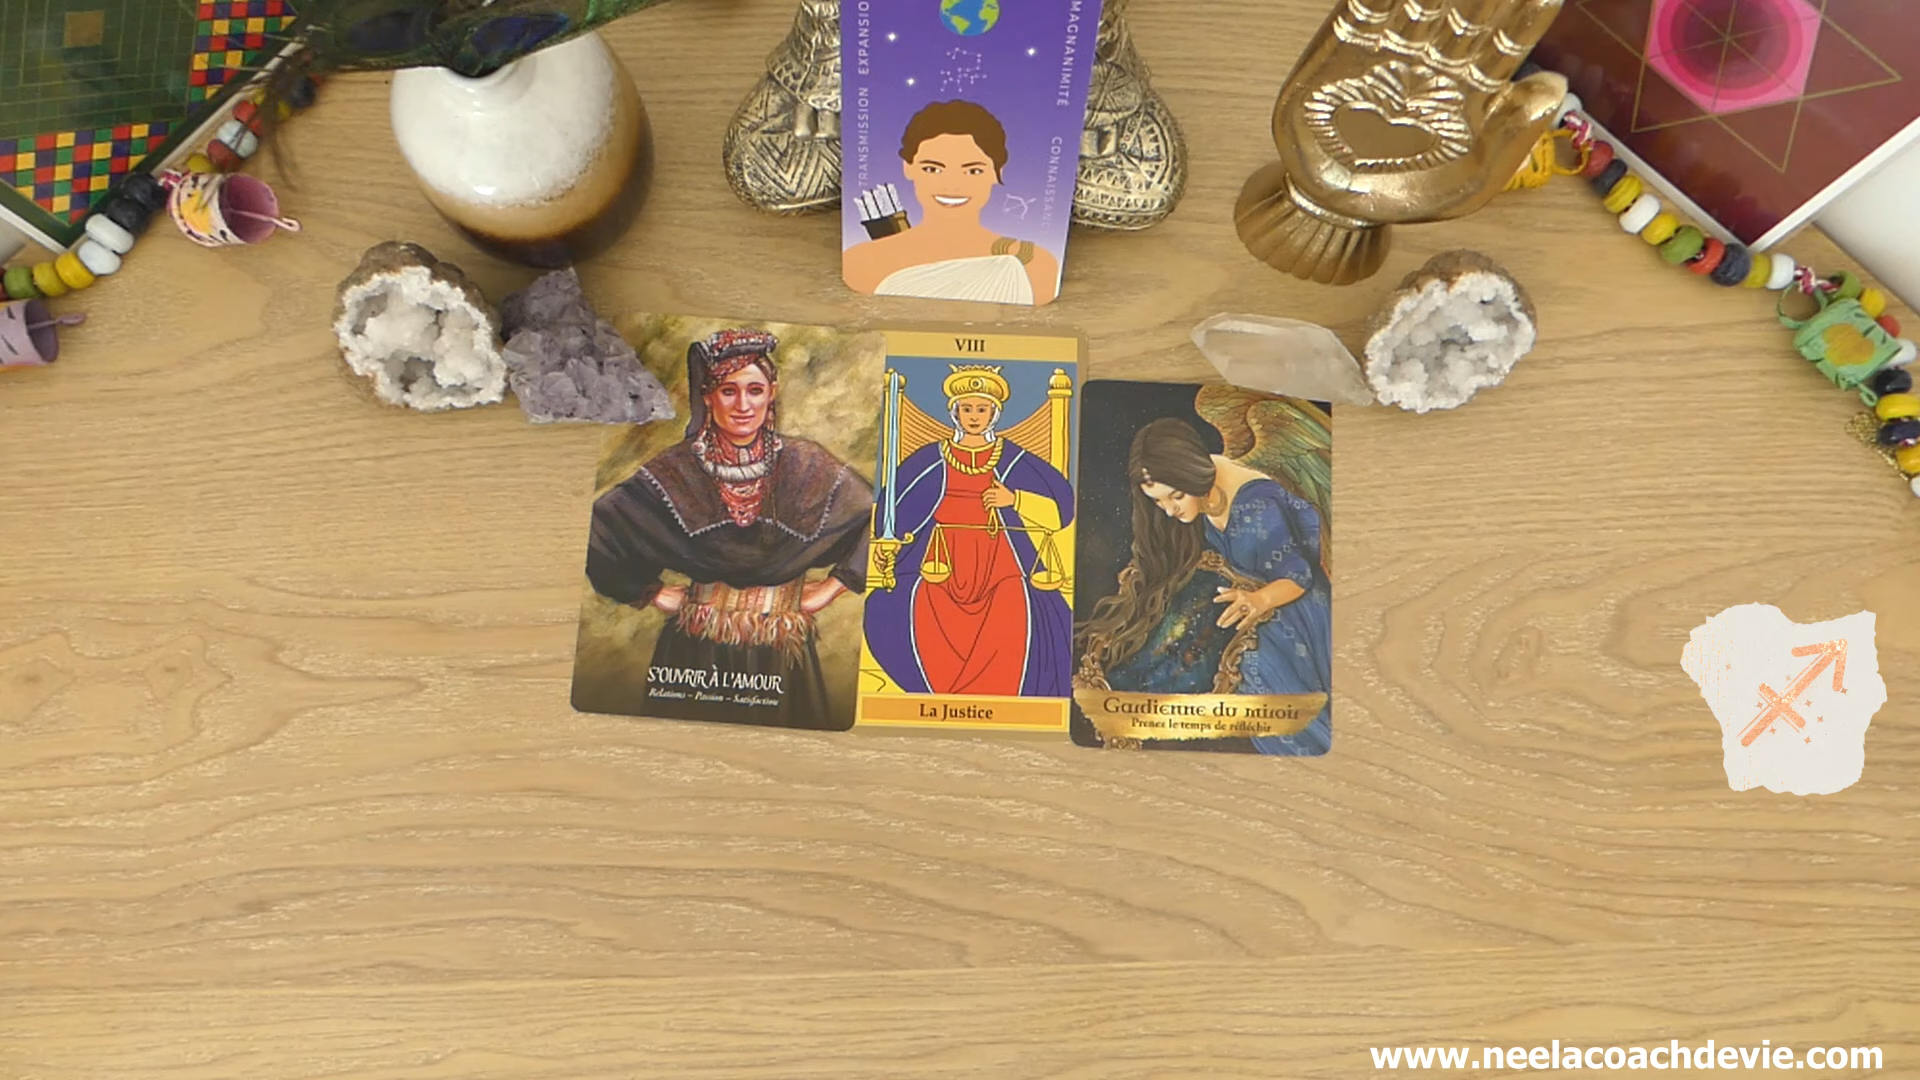 TRANSMISSION EXPANSIO
MAGNANIMITÉ
CONNAISSANC
VIII
S'OUVRIR À L'AMOUR
Relations – Passion – Satisfaction
La Justice
Gardienne du miroir
Prenez le temps de réfléchir
www.neelacoachdevie.com